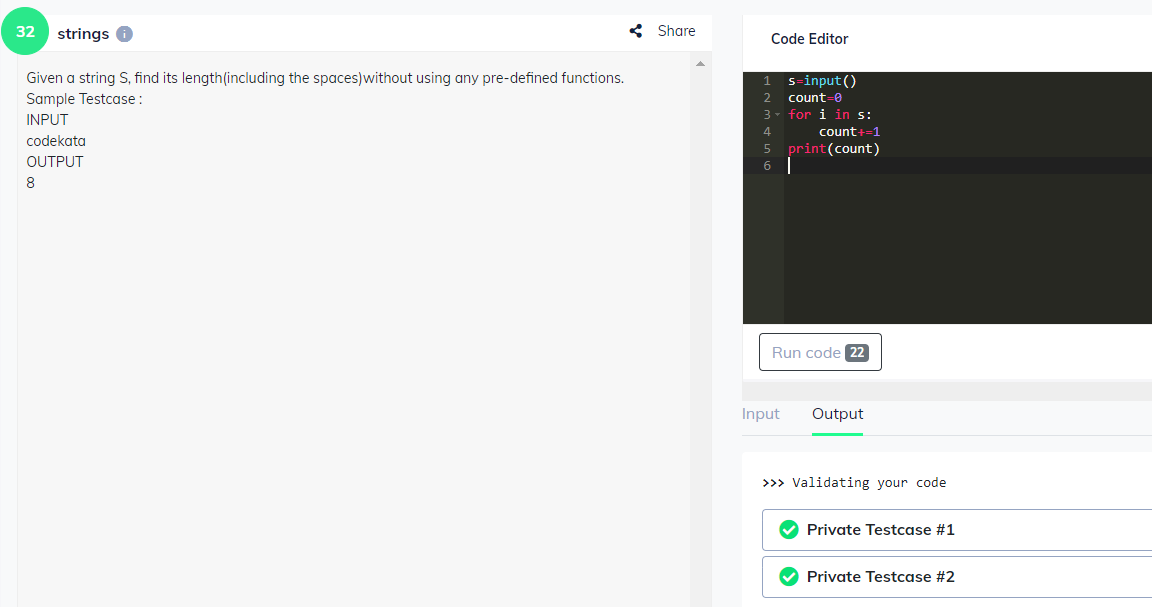 32
strings
Share
Given a string S, find its length(including the spaces)without using any pre-defined functions.
Sample Testcase :
INPUT
codekata
OUTPUT
8
Code Editor
1 s=input()
2 count=0
3 for i in s:
4     count+=1
5 print(count)
6
Run code 22
Input Output
>>> Validating your code
Private Testcase #1
Private Testcase #2